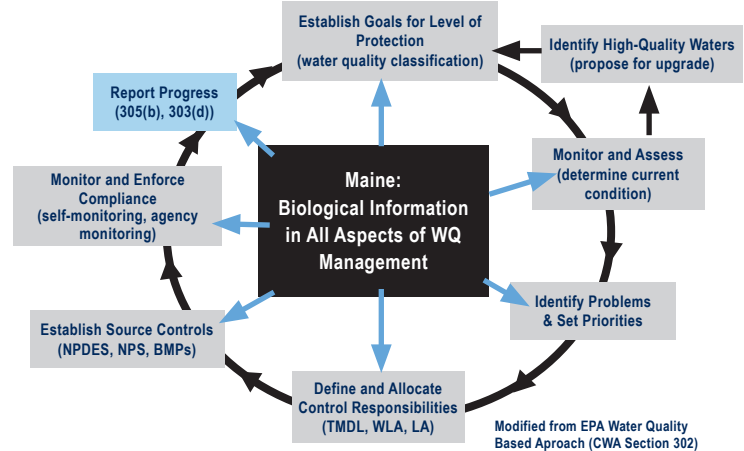 Establish Goals for Level of
Protection
(water quality classification)
Identify High-Quality Waters
(propose for upgrade)
Report Progress
(305(b), 303(d))
Monitor and Assess
(determine current
condition)
Monitor and Enforce
Compliance
(self-monitoring, agency
monitoring)
Maine:
Biological Information
in All Aspects of WQ
Management
Identify Problems
& Set Priorities
Establish Source Controls
(NPDES, NPS, BMPs)
Define and Allocate
Control Responsibilities
(TMDL, WLA, LA)
Modified from EPA Water Quality
Based Aproach (CWA Section 302)